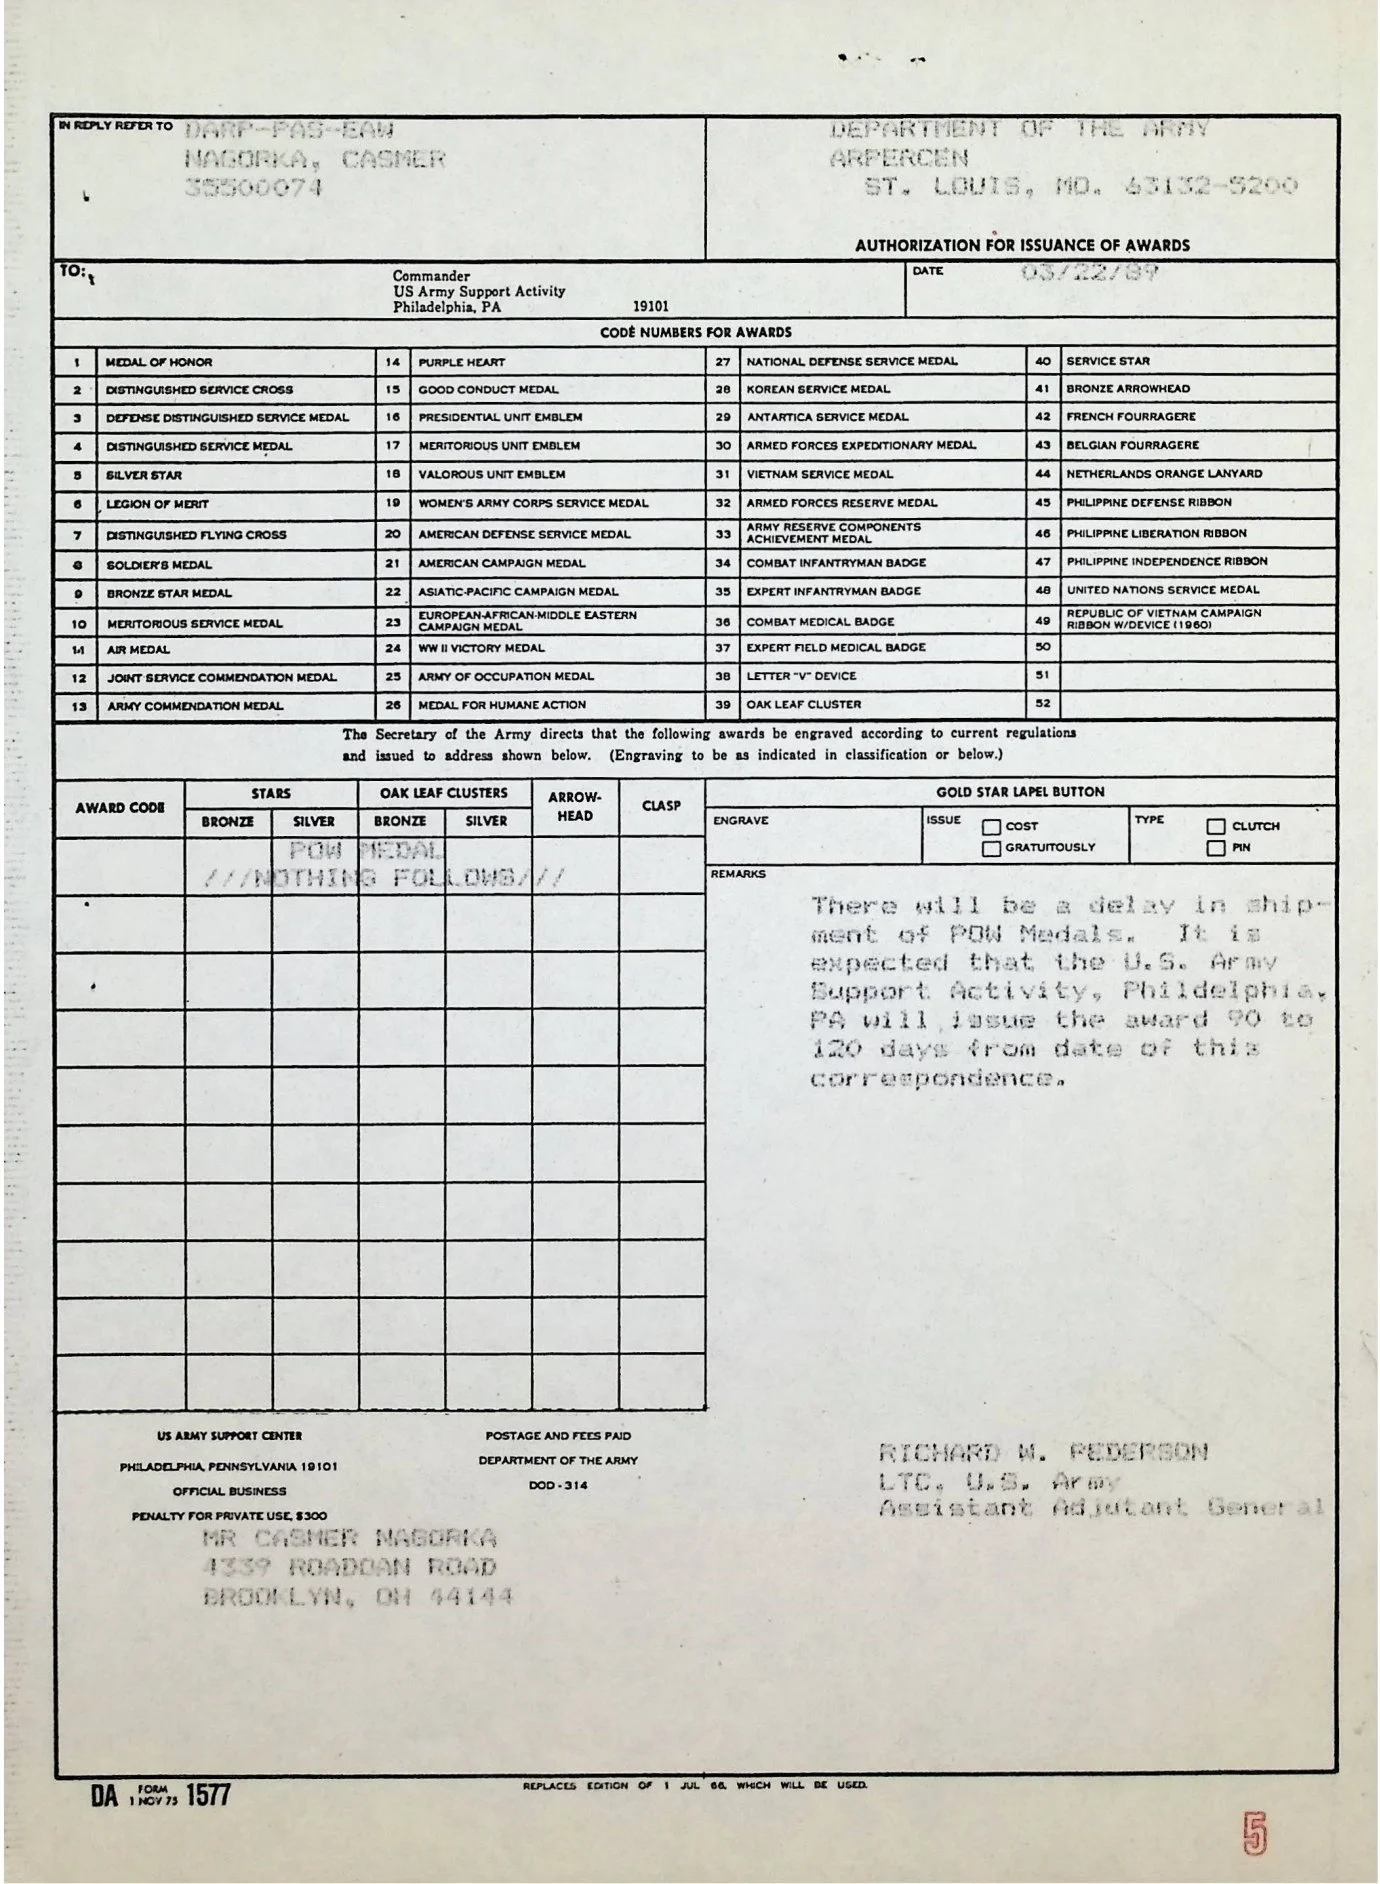 IN REPLY REFER TO DARP-PAS-EAW
NAGORKA, CASMER
35500074
DEPARTMENT OF THE ARMY
ARPERCEN
ST. LOUIS, MO. 63132-5200
AUTHORIZATION FOR ISSUANCE OF AWARDS
TO:
Commander
US Army Support Activity
Philadelphia, PA 19101
DATE 03/22/89
CODE NUMBERS FOR AWARDS
1 MEDAL OF HONOR 14 PURPLE HEART 27 NATIONAL DEFENSE SERVICE MEDAL 40 SERVICE STAR
2 DISTINGUISHED SERVICE CROSS 15 GOOD CONDUCT MEDAL 28 KOREAN SERVICE MEDAL 41 BRONZE ARROWHEAD
3 DEFENSE DISTINGUISHED SERVICE MEDAL 16 PRESIDENTIAL UNIT EMBLEM 29 ANTARTICA SERVICE MEDAL 42 FRENCH FOURRAGERE
4 DISTINGUISHED SERVICE MEDAL 17 MERITORIOUS UNIT EMBLEM 30 ARMED FORCES EXPEDITIONARY MEDAL 43 BELGIAN FOURRAGERE
5 SILVER STAR 18 VALOROUS UNIT EMBLEM 31 VIETNAM SERVICE MEDAL 44 NETHERLANDS ORANGE LANYARD
6 LEGION OF MERIT 19 WOMEN'S ARMY CORPS SERVICE MEDAL 32 ARMED FORCES RESERVE MEDAL 45 PHILIPPINE DEFENSE RIBBON
7 DISTINGUISHED FLYING CROSS 20 AMERICAN DEFENSE SERVICE MEDAL 33 ARMY RESERVE COMPONENTS ACHIEVEMENT MEDAL 46 PHILIPPINE LIBERATION RIBBON
8 SOLDIER'S MEDAL 21 AMERICAN CAMPAIGN MEDAL 34 COMBAT INFANTRYMAN BADGE 47 PHILIPPINE INDEPENDENCE RIBBON
9 BRONZE STAR MEDAL 22 ASIATIC-PACIFIC CAMPAIGN MEDAL 35 EXPERT INFANTRYMAN BADGE 48 UNITED NATIONS SERVICE MEDAL
10 MERITORIOUS SERVICE MEDAL 23 EUROPEAN-AFRICAN-MIDDLE EASTERN CAMPAIGN MEDAL 36 COMBAT MEDICAL BADGE 49 REPUBLIC OF VIETNAM CAMPAIGN RIBBON W/DEVICE (1960)
11 AIR MEDAL 24 WW II VICTORY MEDAL 37 EXPERT FIELD MEDICAL BADGE 50
12 JOINT SERVICE COMMENDATION MEDAL 25 ARMY OF OCCUPATION MEDAL 38 LETTER "V" DEVICE 51
13 ARMY COMMENDATION MEDAL 26 MEDAL FOR HUMANE ACTION 39 OAK LEAF CLUSTER 52
The Secretary of the Army directs that the following awards be engraved according to current regulations
and issued to address shown below. (Engraving to be as indicated in classification or below.)
AWARD CODE STARS OAK LEAF CLUSTERS ARROW-HEAD CLASP
BRONZE SILVER BRONZE SILVER
POW MEDAL
///NOTHING FOLLOWS///
GOLD STAR LAPEL BUTTON
ENGRAVE ISSUE COST TYPE CLUTCH
GRATUITOUSLY PIN
REMARKS
There will be a delay in ship-
ment of POW Medals. It is
expected that the U.S. Army
Support Activity, Phildelphia,
PA will issue the award 90 to
120 days from date of this
correspondence.
US ARMY SUPPORT CENTER
PHILADELPHIA, PENNSYLVANIA 19101
OFFICIAL BUSINESS
PENALTY FOR PRIVATE USE, $300
POSTAGE AND FEES PAID
DEPARTMENT OF THE ARMY
DOD - 314
RICHARD W. PEDERSON
LTC, U.S. Army
Assistant Adjutant General
MR CASMER NAGORKA
4339 ROADOAN ROAD
BROOKLYN, OH 44144
DA FORM 1 NOV 75 1577
REPLACES EDITION OF 1 JUL 66, WHICH WILL BE USED.
5